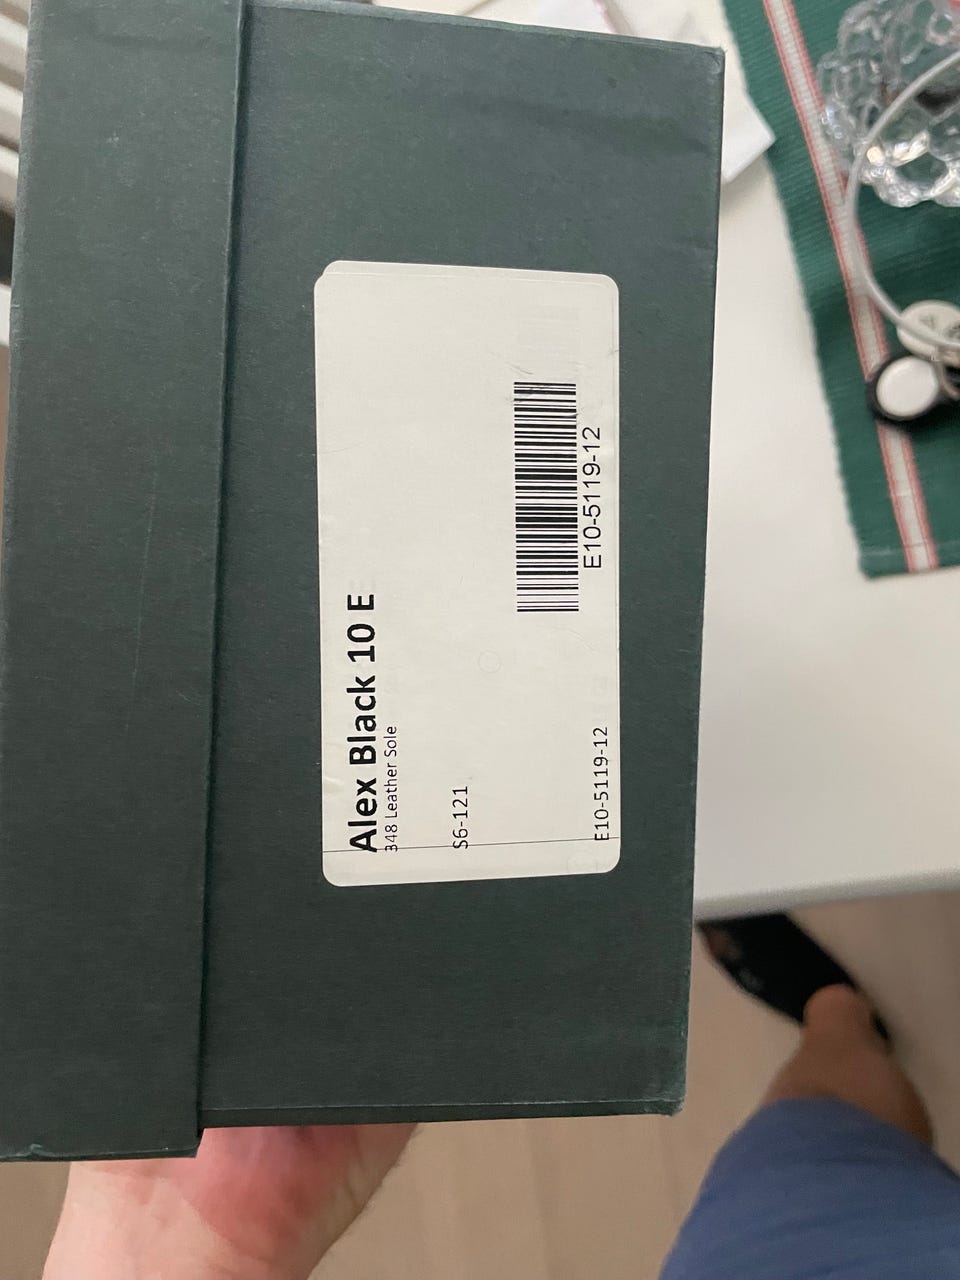 Alex Black 10 E
348 Leather Sole
S6-121
E10-5119-12
E10-5119-12